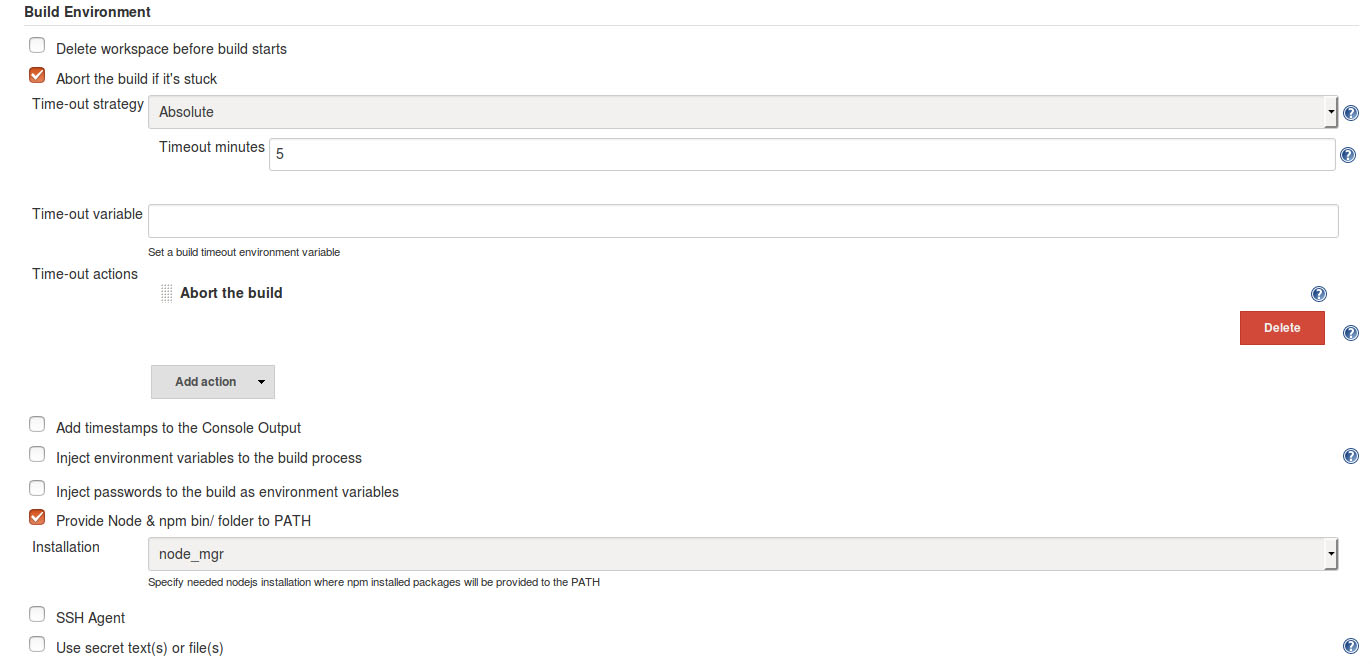 Build Environment
Delete workspace before build starts
Abort the build if it's stuck
Time-out strategy Absolute
Timeout minutes 5
Time-out variable
Set a build timeout environment variable
Time-out actions
Abort the build
Delete
Add action
Add timestamps to the Console Output
Inject environment variables to the build process
Inject passwords to the build as environment variables
Provide Node & npm bin/ folder to PATH
Installation node_mgr
Specify needed nodejs installation where npm installed packages will be provided to the PATH
SSH Agent
Use secret text(s) or file(s)